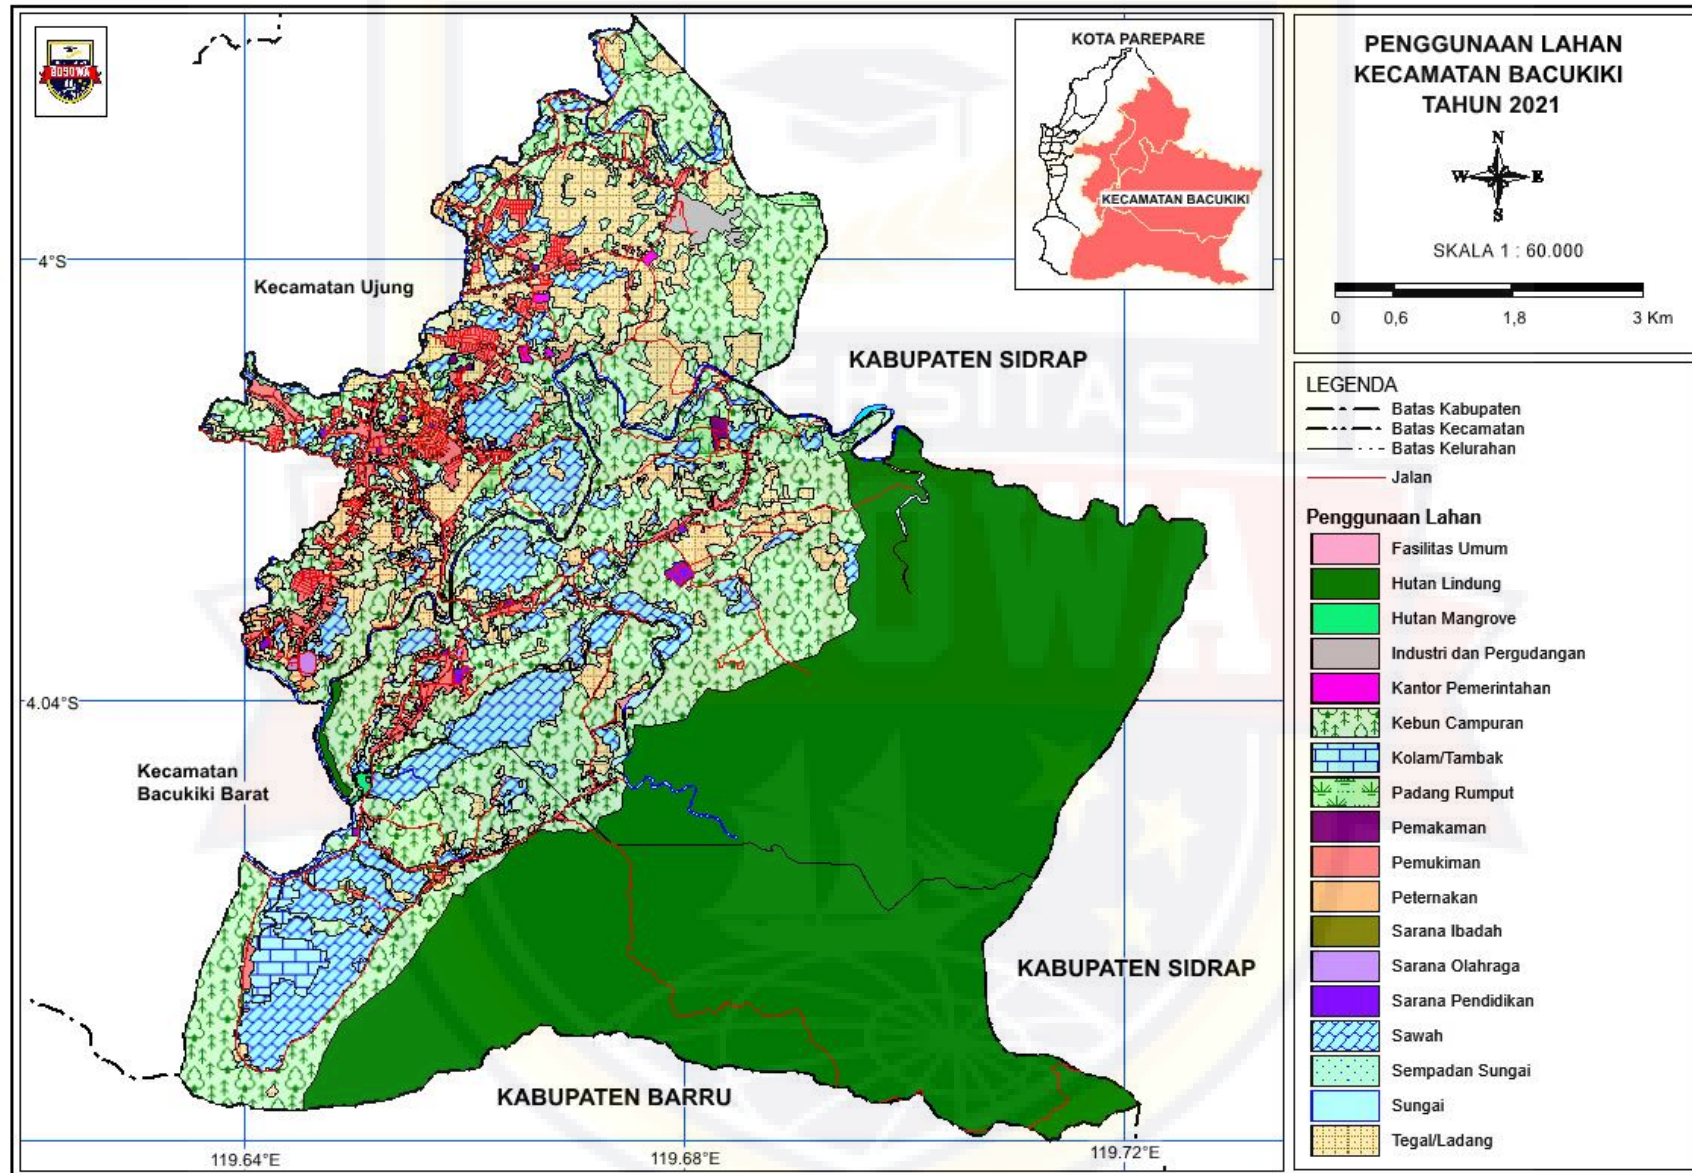 BOSOWA
KOTA PAREPARE
KECAMATAN BACUKIKI
PENGGUNAAN LAHAN
KECAMATAN BACUKIKI
TAHUN 2021
N
W E
S
SKALA 1 : 60.000
0 0,6 1,8 3 Km
4°S
Kecamatan Ujung
KABUPATEN SIDRAP
4.04°S
Kecamatan
Bacukiki Barat
KABUPATEN SIDRAP
KABUPATEN BARRU
119.64°E 119.68°E 119.72°E
LEGENDA
Batas Kabupaten
Batas Kecamatan
Batas Kelurahan
Jalan
Penggunaan Lahan
Fasilitas Umum
Hutan Lindung
Hutan Mangrove
Industri dan Pergudangan
Kantor Pemerintahan
Kebun Campuran
Kolam/Tambak
Padang Rumput
Pemakaman
Pemukiman
Peternakan
Sarana Ibadah
Sarana Olahraga
Sarana Pendidikan
Sawah
Sempadan Sungai
Sungai
Tegal/Ladang